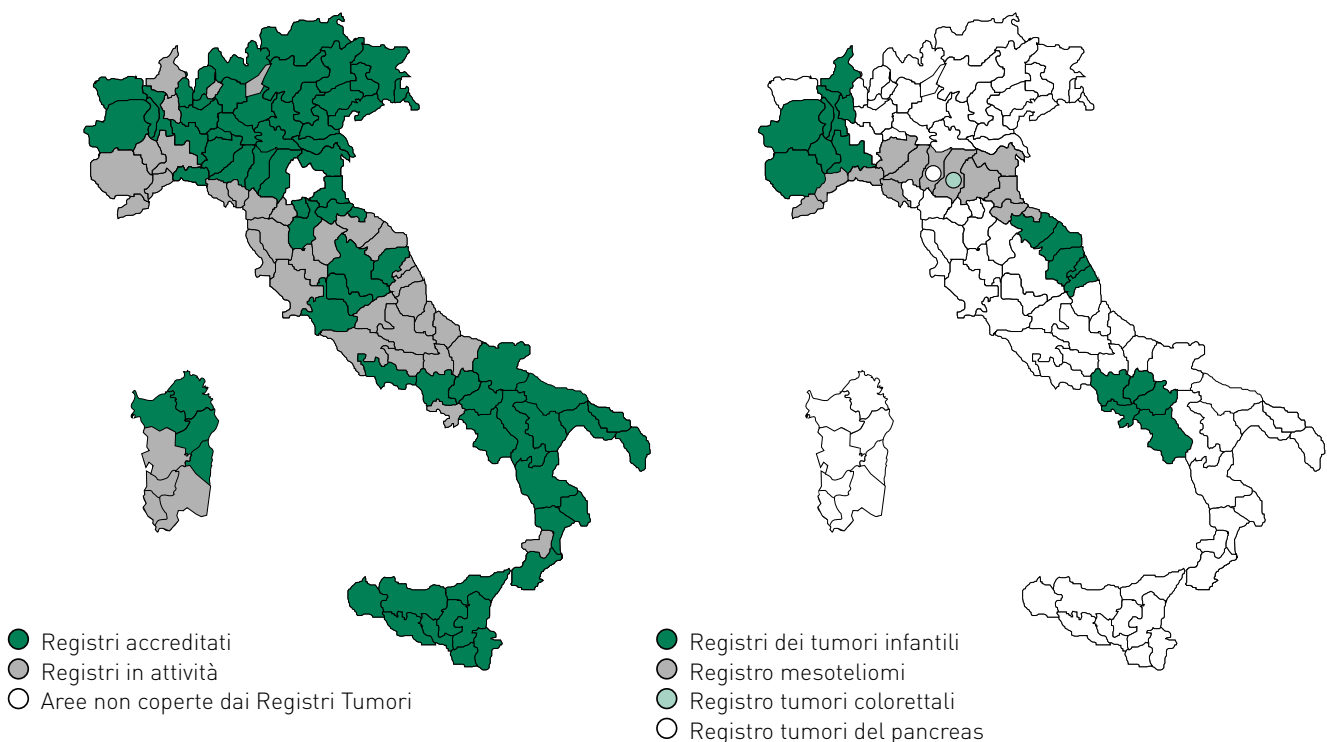 Registri accreditati
Registri in attività
Aree non coperte dai Registri Tumori
Registri dei tumori infantili
Registro mesoteliomi
Registro tumori colorettali
Registro tumori del pancreas